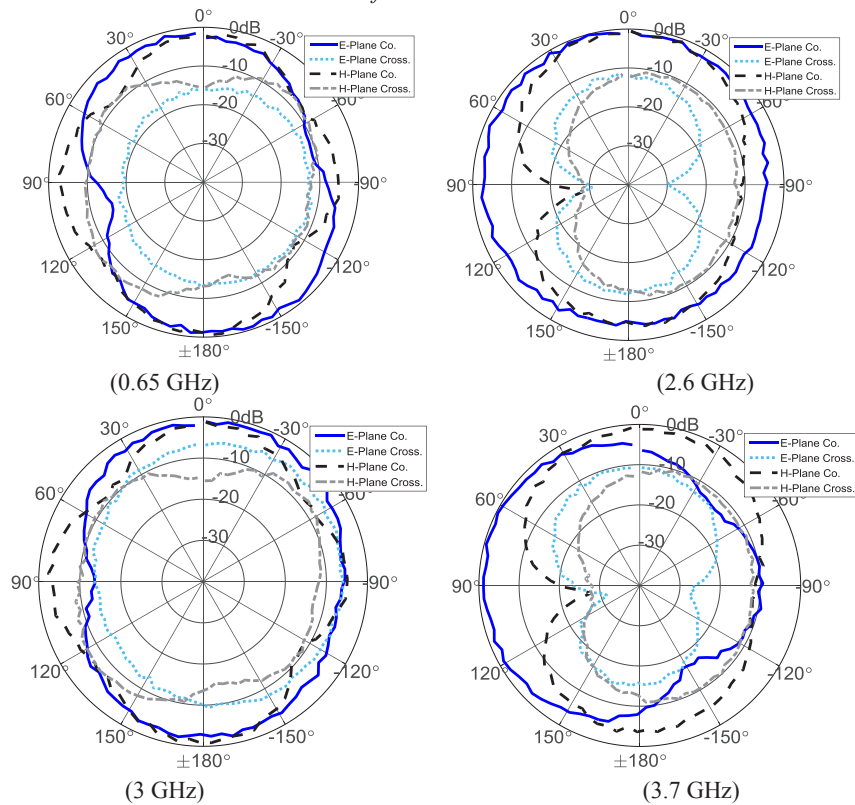 0°
0dB
30°
-30°
-10
60°
-60°
-20
-30
90°
-90°
120°
-120°
150°
-150°
±180°
E-Plane Co.
E-Plane Cross.
H-Plane Co.
H-Plane Cross.
(0.65 GHz)
0°
0dB
30°
-30°
-10
60°
-60°
-20
-30
90°
-90°
120°
-120°
150°
-150°
±180°
E-Plane Co.
E-Plane Cross.
H-Plane Co.
H-Plane Cross.
(2.6 GHz)
0°
0dB
30°
-30°
-10
60°
-60°
-20
-30
90°
-90°
120°
-120°
150°
-150°
±180°
E-Plane Co.
E-Plane Cross.
H-Plane Co.
H-Plane Cross.
(3 GHz)
0°
0dB
30°
-30°
-10
60°
-60°
-20
-30
90°
-90°
120°
-120°
150°
-150°
±180°
E-Plane Co.
E-Plane Cross.
H-Plane Co.
H-Plane Cross.
(3.7 GHz)